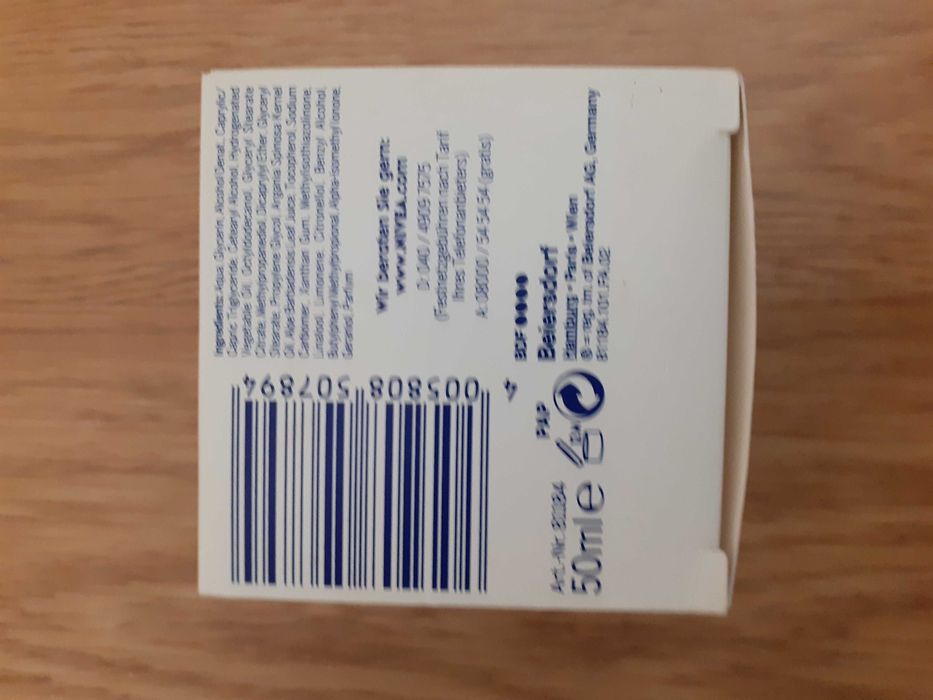 Ingredients: Aqua, Glycerin, Alcohol Denat., Caprylic/
Capric Triglyceride, Cetearyl Alcohol, Hydrogenated
Vegetable Oil, Octyldodecanol, Glyceryl Stearate
Citrate, Methylpropanediol, Dicaprylyl Ether, Glyceryl
Stearate, Propylene Glycol, Argania Spinosa Kernel
Oil, Aloe Barbadensis Leaf Juice, Tocopherol, Sodium
Carbomer, Xanthan Gum, Methylisothiazolinone,
Linalool, Limonene, Citronellol, Benzyl Alcohol,
Butylphenyl Methylpropional, Alpha-Isomethyl Ionone,
Geraniol, Parfum
Wir beraten Sie gern:
www.NIVEA.com
D: 040 / 4909 7575
(Festnetzgebühren nach Tarif
Ihres Telefonanbieters)
A: 08000 / 54 54 54 (gratis)
4 005808 507894
BDF
Beiersdorf
Hamburg • Paris • Wien
® = reg. tm. of Beiersdorf AG, Germany
PAP
Art.-Nr.
50ml e